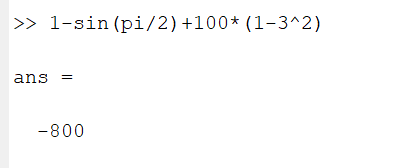 >> 1-sin(pi/2)+100*(1-3^2)
ans =
-800